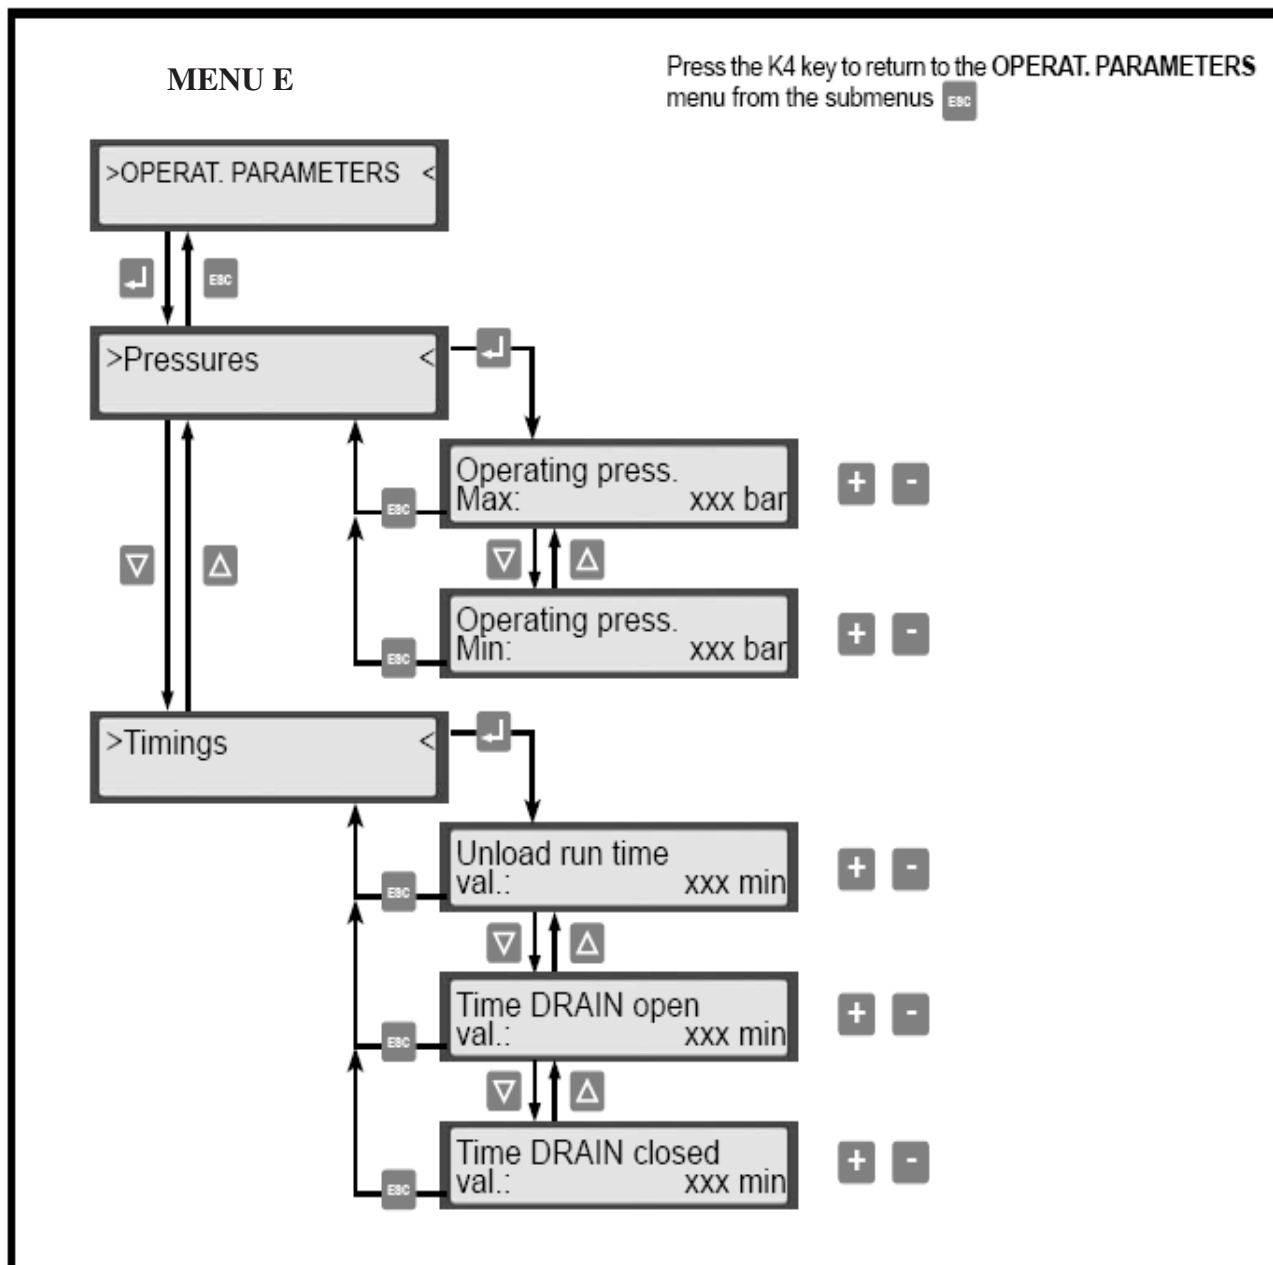 MENU E
Press the K4 key to return to the OPERAT. PARAMETERS
menu from the submenus ESC
>OPERAT. PARAMETERS <
ESC
>Pressures <
Operating press.
Max: xxx bar
+ -
ESC
Operating press.
Min: xxx bar
+ -
ESC
>Timings <
Unload run time
val.: xxx min
+ -
ESC
Time DRAIN open
val.: xxx min
+ -
ESC
Time DRAIN closed
val.: xxx min
+ -
ESC